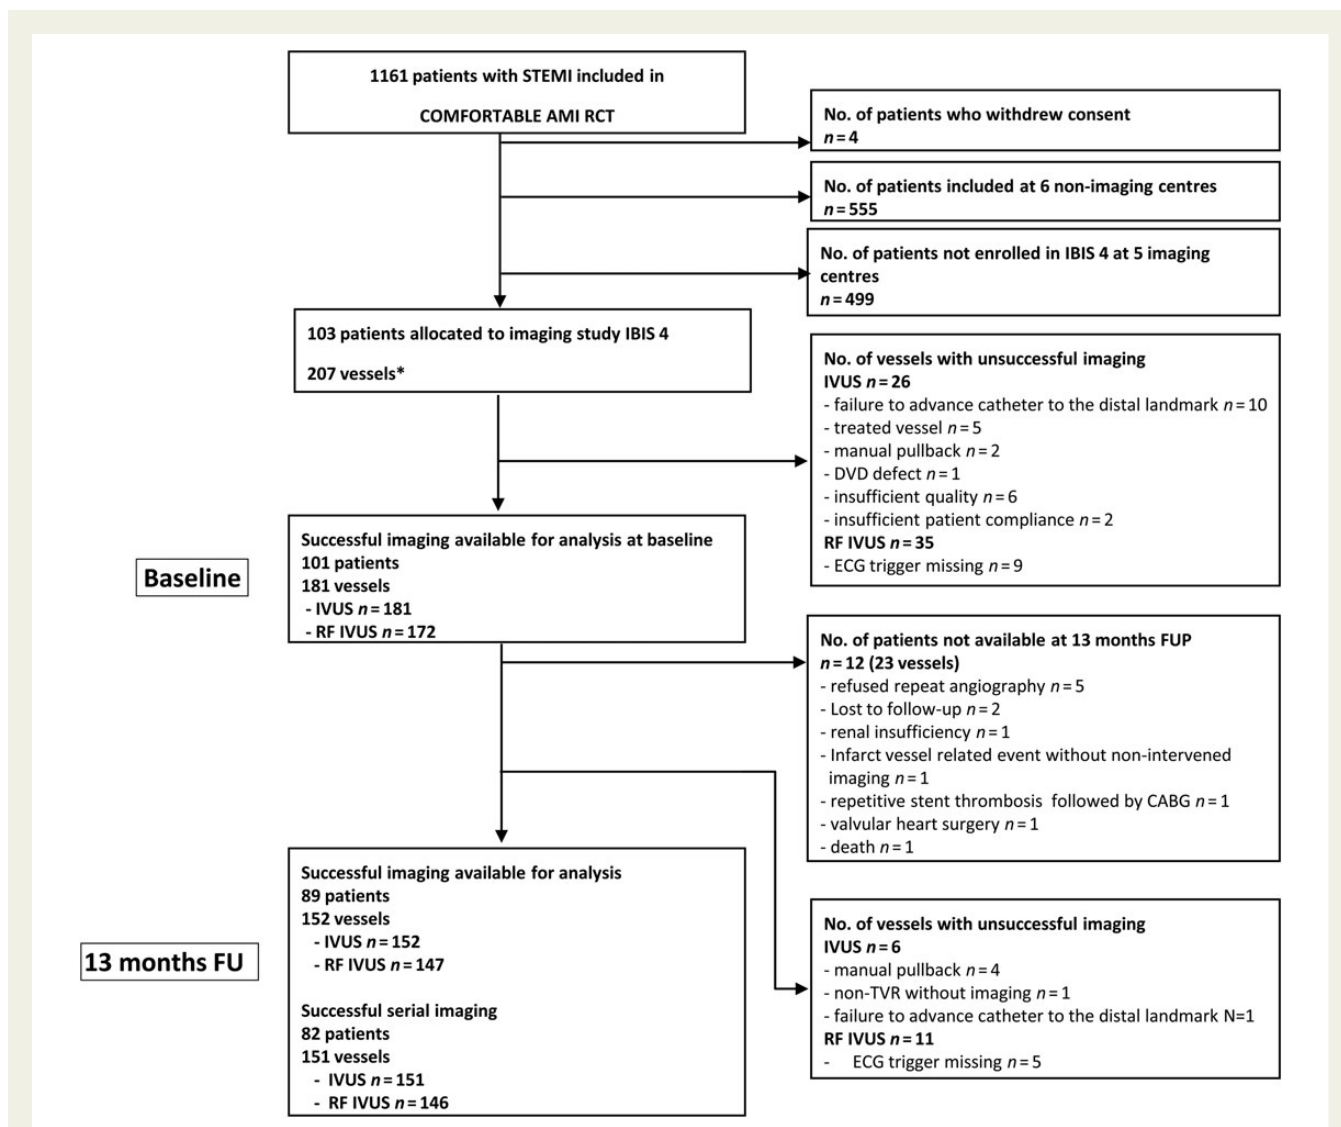 1161 patients with STEMI included in
COMFORTABLE AMI RCT
No. of patients who withdrew consent
n = 4
No. of patients included at 6 non-imaging centres
n = 555
No. of patients not enrolled in IBIS 4 at 5 imaging
centres
n = 499
103 patients allocated to imaging study IBIS 4
207 vessels*
No. of vessels with unsuccessful imaging
IVUS n = 26
- failure to advance catheter to the distal landmark n = 10
- treated vessel n = 5
- manual pullback n = 2
- DVD defect n = 1
- insufficient quality n = 6
- insufficient patient compliance n = 2
RF IVUS n = 35
- ECG trigger missing n = 9
Baseline
Successful imaging available for analysis at baseline
101 patients
181 vessels
- IVUS n = 181
- RF IVUS n = 172
No. of patients not available at 13 months FUP
n = 12 (23 vessels)
- refused repeat angiography n = 5
- Lost to follow-up n = 2
- renal insufficiency n = 1
- Infarct vessel related event without non-intervened
imaging n = 1
- repetitive stent thrombosis followed by CABG n = 1
- valvular heart surgery n = 1
- death n = 1
13 months FU
Successful imaging available for analysis
89 patients
152 vessels
- IVUS n = 152
- RF IVUS n = 147
Successful serial imaging
82 patients
151 vessels
- IVUS n = 151
- RF IVUS n = 146
No. of vessels with unsuccessful imaging
IVUS n = 6
- manual pullback n = 4
- non-TVR without imaging n = 1
- failure to advance catheter to the distal landmark N=1
RF IVUS n = 11
- ECG trigger missing n = 5